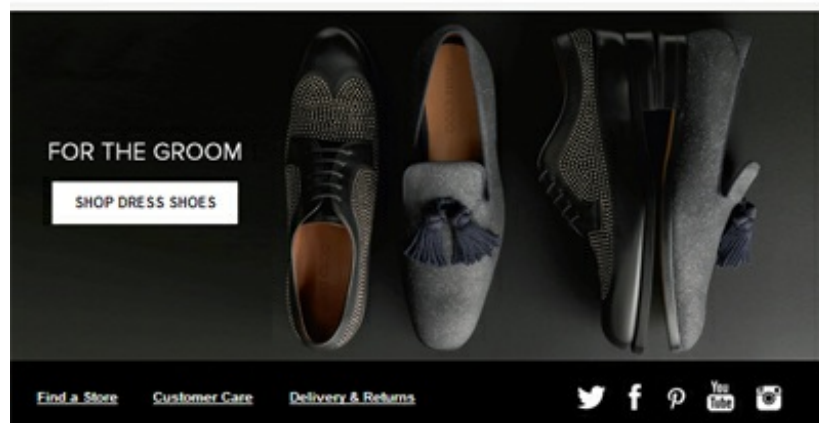 FOR THE GROOM
SHOP DRESS SHOES
Find a Store Customer Care Delivery & Returns
You
Tube